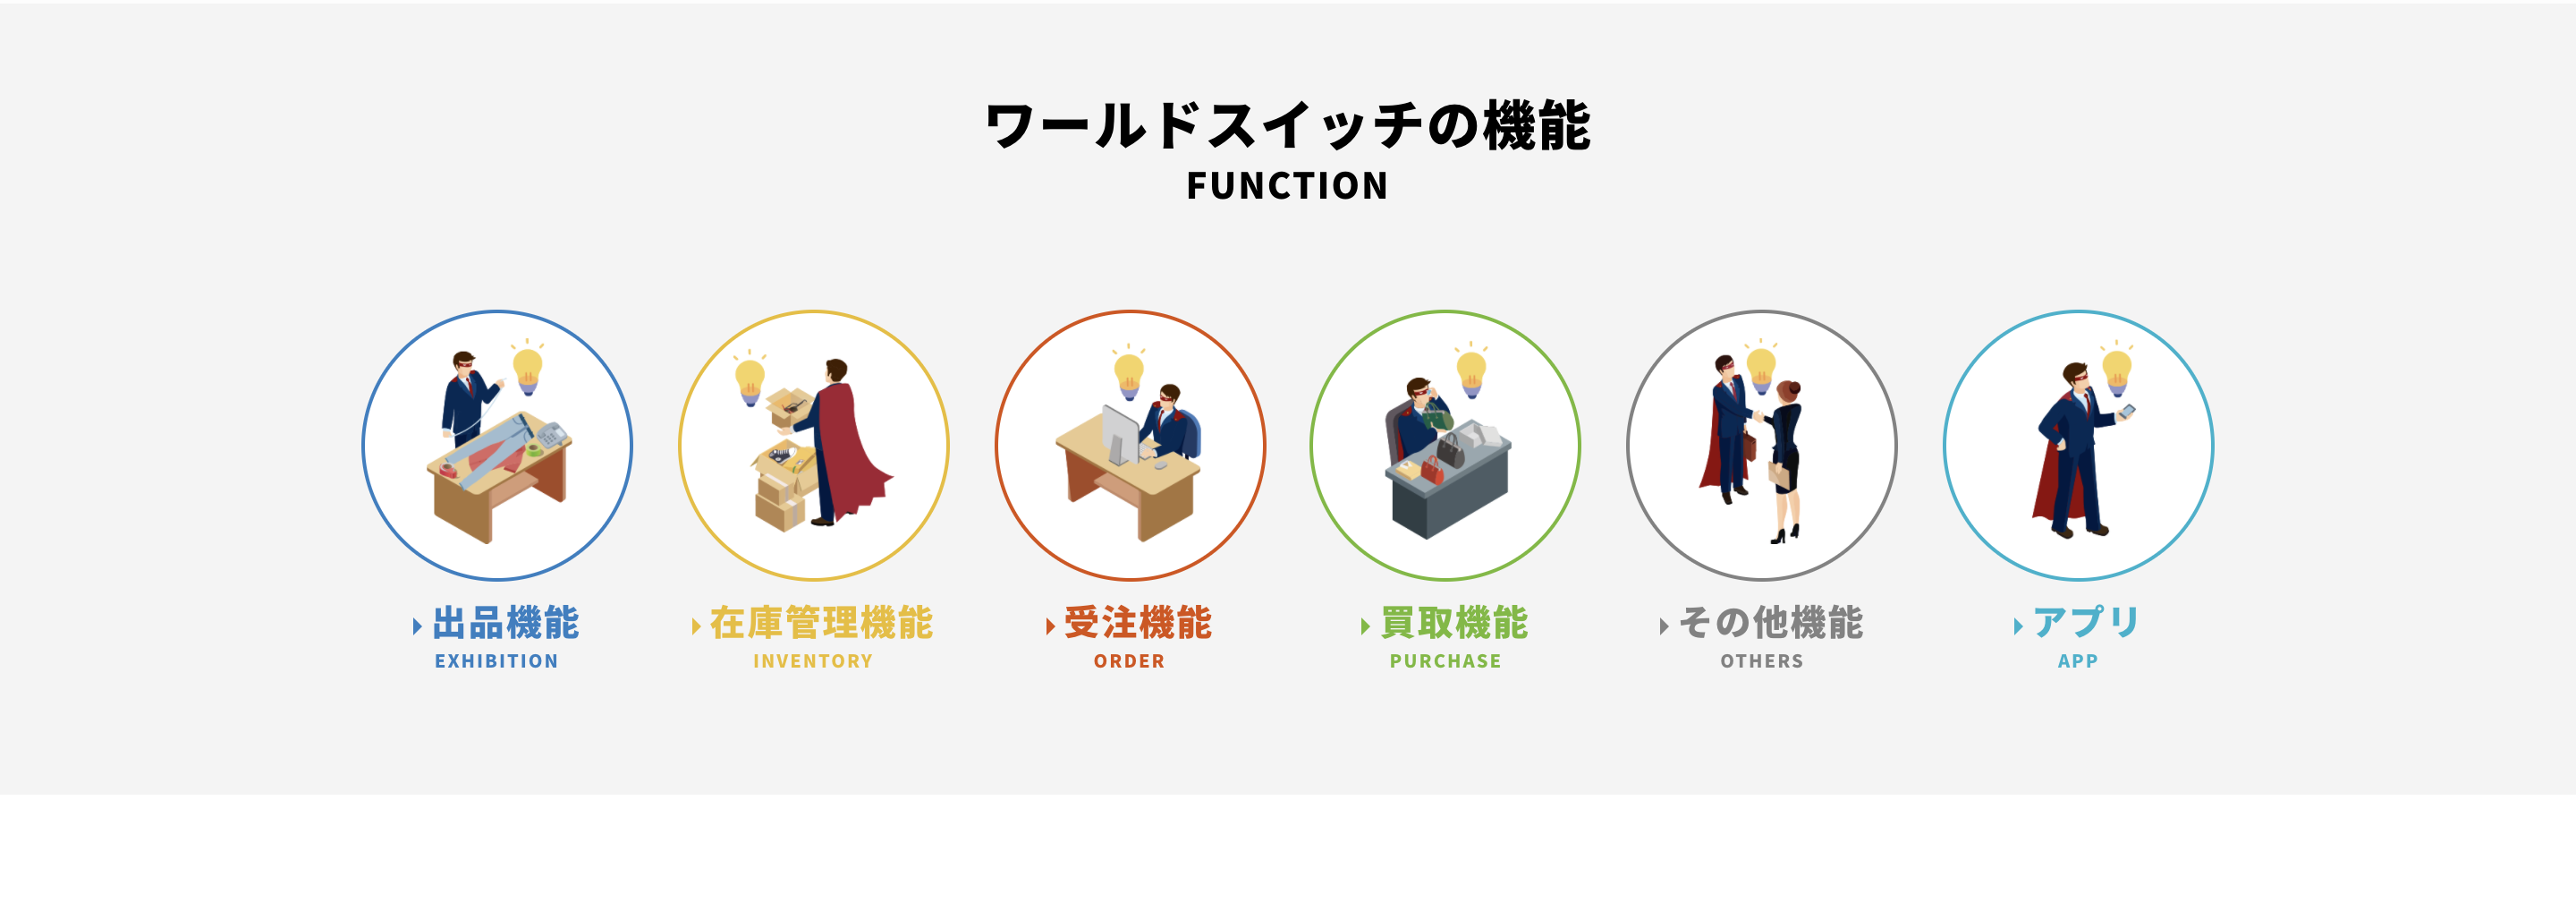 ワールドスイッチの機能
FUNCTION
出品機能
EXHIBITION
在庫管理機能
INVENTORY
受注機能
ORDER
買取機能
PURCHASE
その他機能
OTHERS
アプリ
APP